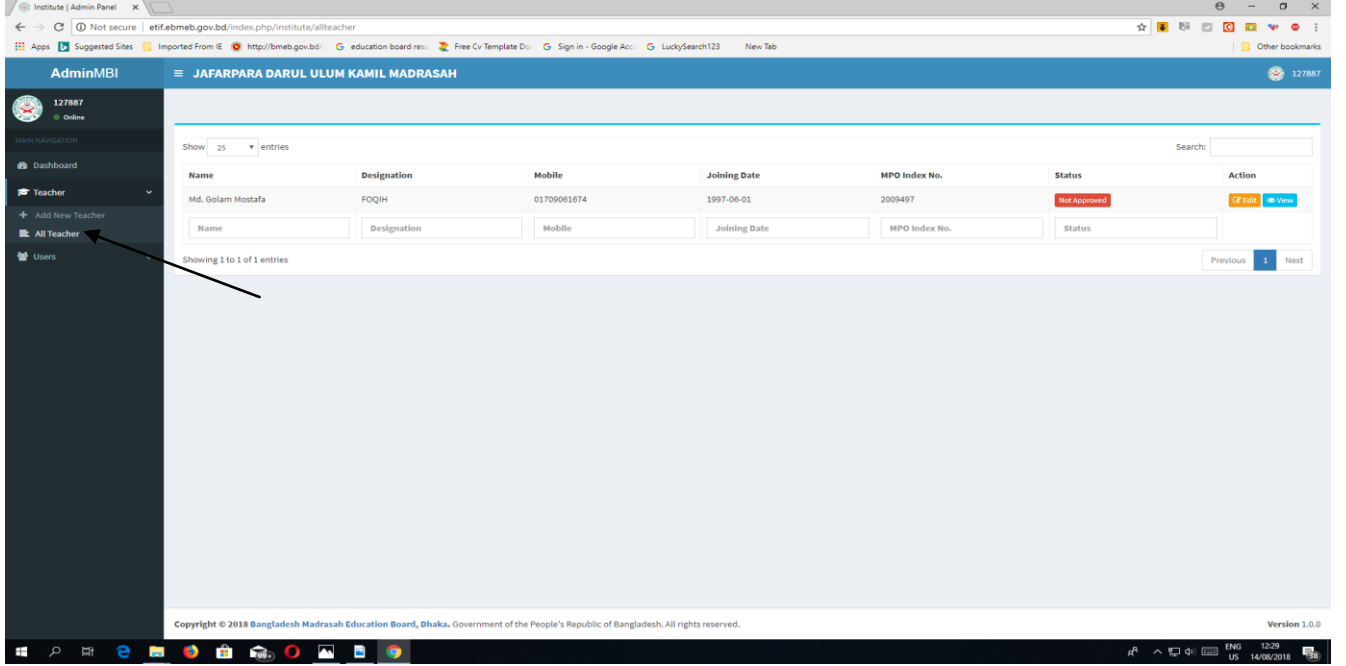 Institute | Admin Panel
Not secure | etif.ebmeb.gov.bd/index.php/institute/allteacher
Apps Suggested Sites Imported From IE http://bmeb.gov.bd/ education board resu Free Cv Template Do Sign in - Google Acc LuckySearch123 New Tab Other bookmarks
AdminMBI JAFARPARA DARUL ULUM KAMIL MADRASAH 127887
127887
Online
MAIN NAVIGATION
Dashboard
Teacher
Add New Teacher
All Teacher
Users
Show 25 entries Search:
Name Designation Mobile Joining Date MPO Index No. Status Action
Md. Golam Mostafa FOQIH 01709061674 1997-06-01 2009497 Not Approved Edit View
Name Designation Mobile Joining Date MPO Index No. Status
Showing 1 to 1 of 1 entries Previous 1 Next
Copyright © 2018 Bangladesh Madrasah Education Board, Dhaka. Government of the People's Republic of Bangladesh. All rights reserved. Version 1.0.0
99+ ENG 12:29
US 14/08/2018 38